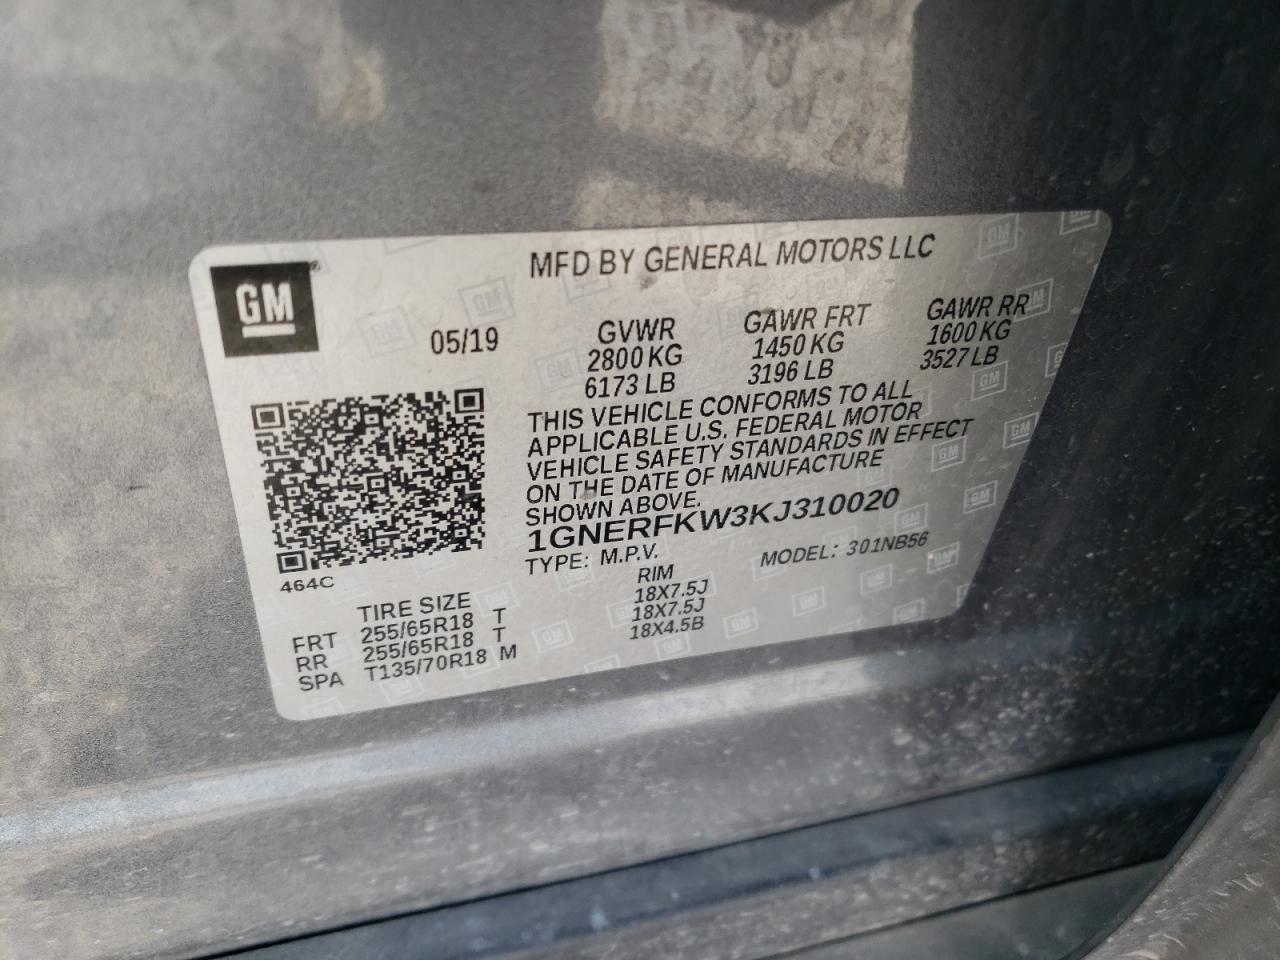 GM
MFD BY GENERAL MOTORS LLC
05/19
GVWR GAWR FRT GAWR RR
2800 KG 1450 KG 1600 KG
6173 LB 3196 LB 3527 LB
THIS VEHICLE CONFORMS TO ALL
APPLICABLE U.S. FEDERAL MOTOR
VEHICLE SAFETY STANDARDS IN EFFECT
ON THE DATE OF MANUFACTURE
SHOWN ABOVE.
1GNERFKW3KJ310020
TYPE: M.P.V. MODEL: 301NB56
464C
TIRE SIZE RIM
FRT 255/65R18 T 18X7.5J
RR 255/65R18 T 18X7.5J
SPA T135/70R18 M 18X4.5B